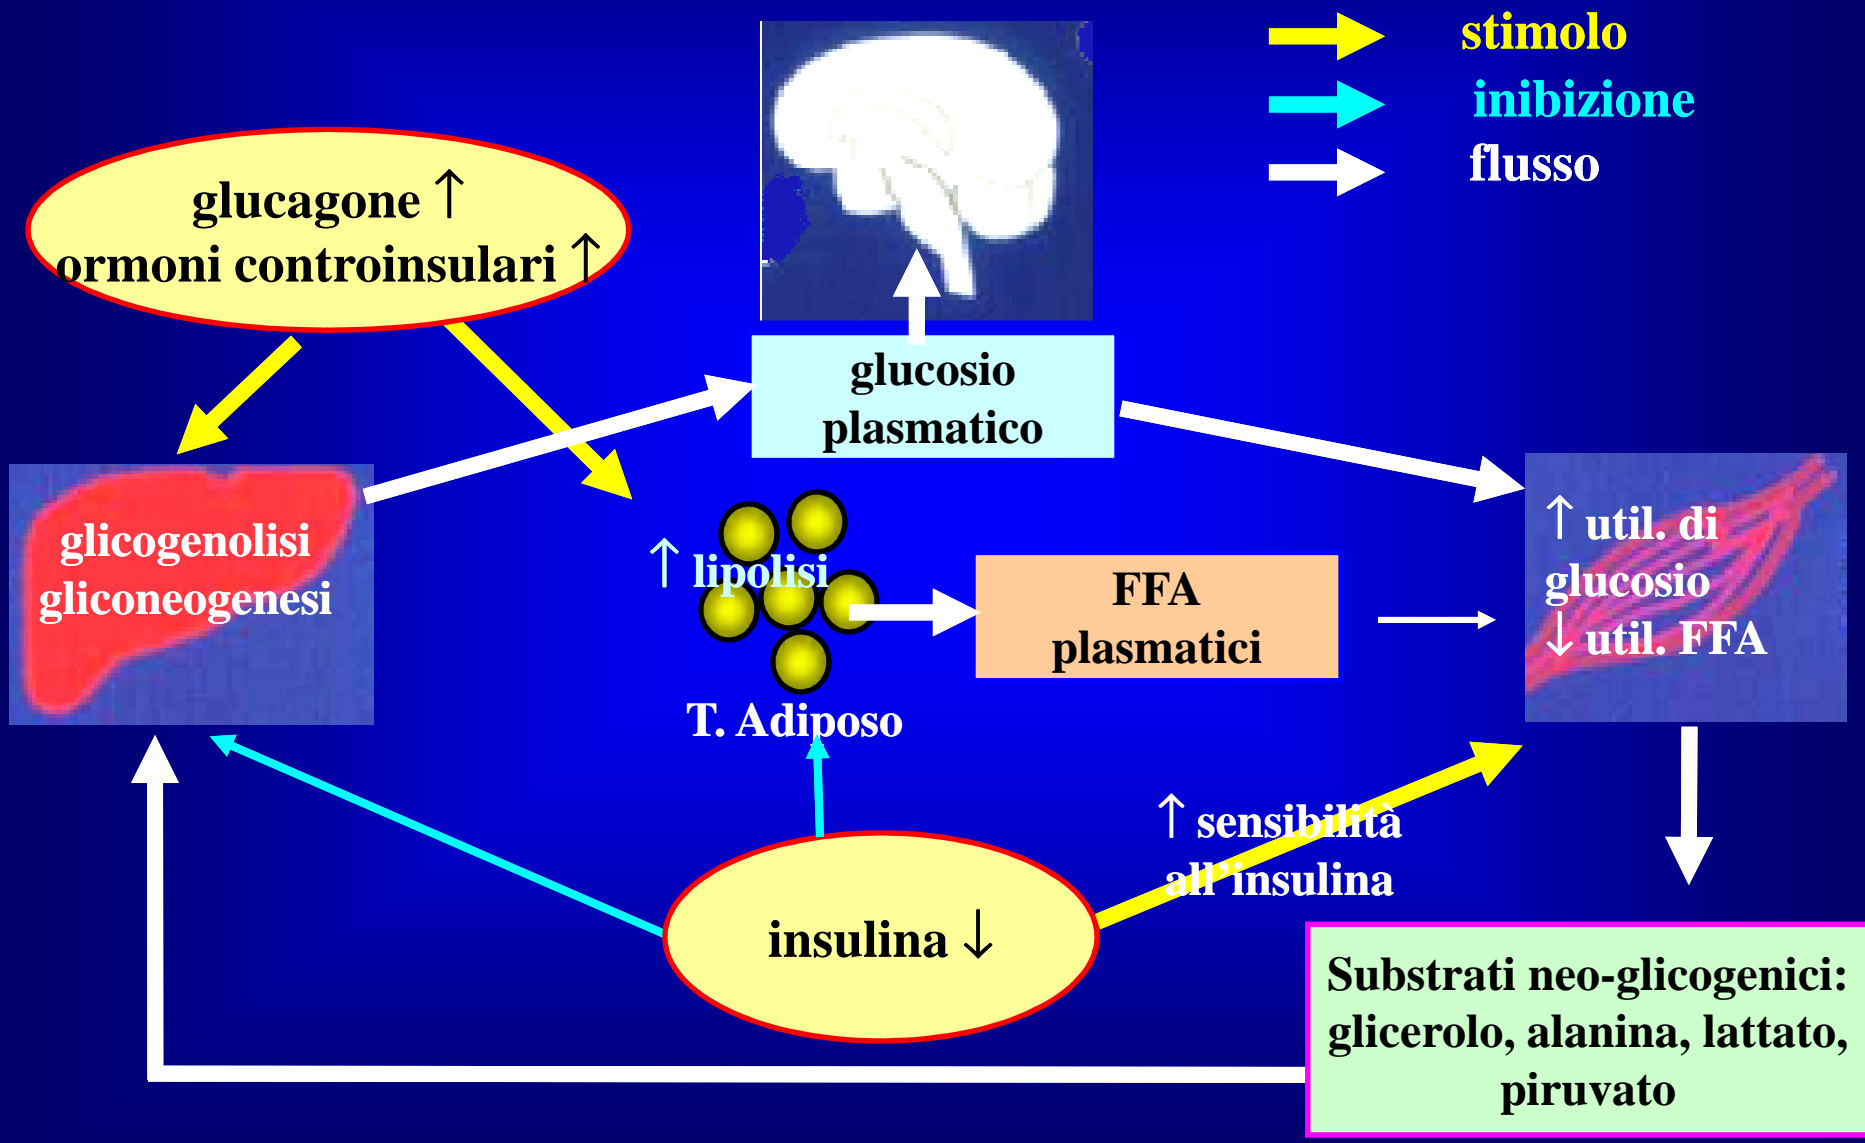 stimolo
inibizione
flusso
glucagone ↑
ormoni controinsulari ↑
glucosio
plasmatico
glicogenolisi
gliconeogenesi
↑ lipolisi
T. Adiposo
FFA
plasmatici
↑ util. di
glucosio
↓ util. FFA
↑ sensibilità
all'insulina
insulina ↓
Substrati neo-glicogenici:
glicerolo, alanina, lattato,
piruvato